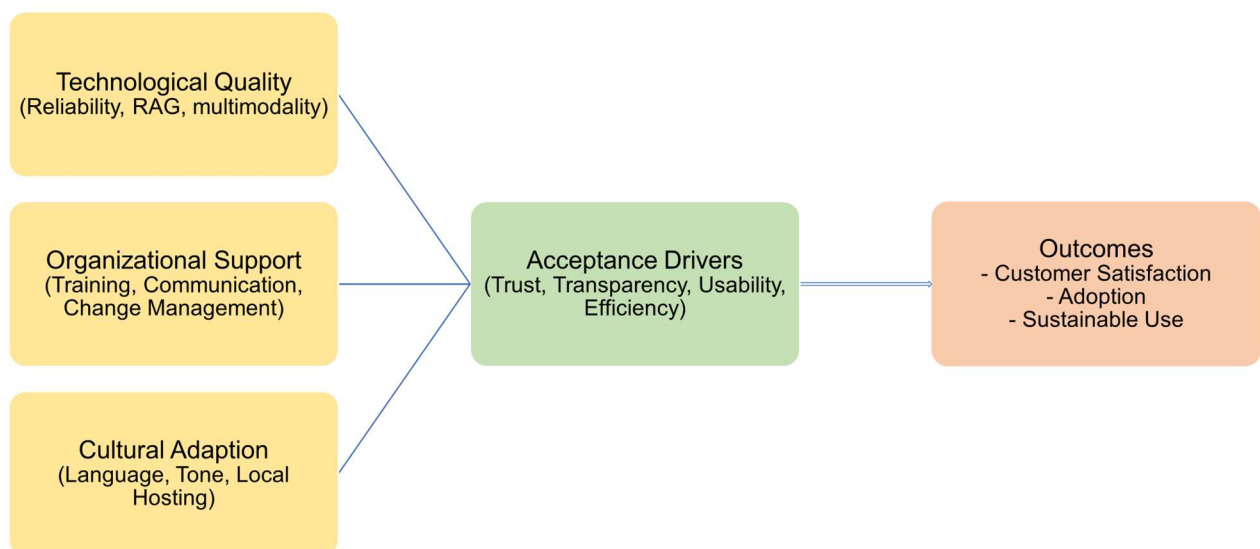 Technological Quality
(Reliability, RAG, multimodality)
Organizational Support
(Training, Communication,
Change Management)
Cultural Adaption
(Language, Tone, Local
Hosting)
Acceptance Drivers
(Trust, Transparency, Usability,
Efficiency)
Outcomes
- Customer Satisfaction
- Adoption
- Sustainable Use